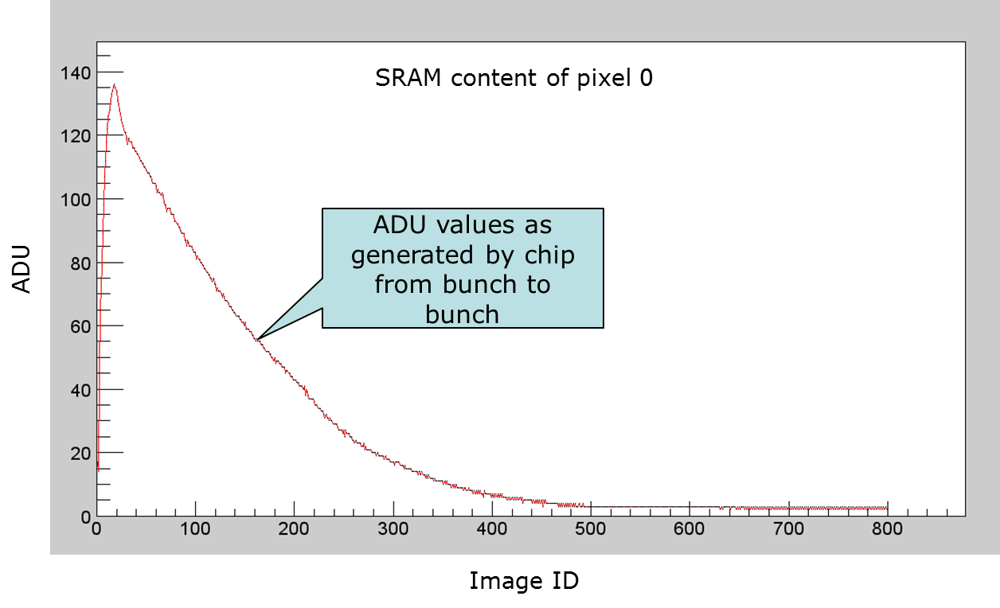 SRAM content of pixel 0
140
120
100
80
60
40
20
0
ADU
ADU values as
generated by chip
from bunch to
bunch
0 100 200 300 400 500 600 700 800
Image ID